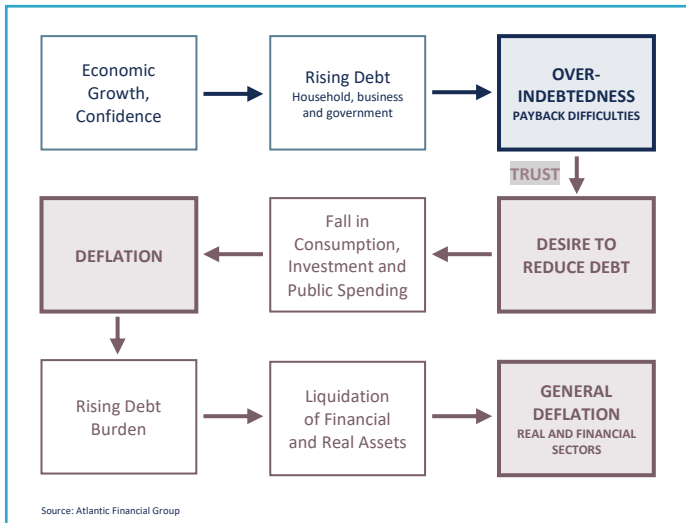 Economic
Growth,
Confidence
Rising Debt
Household, business
and government
OVER-
INDEBTEDNESS
PAYBACK DIFFICULTIES
TRUST
DEFLATION
Fall in
Consumption,
Investment and
Public Spending
DESIRE TO
REDUCE DEBT
Rising Debt
Burden
Liquidation
of Financial
and Real Assets
GENERAL
DEFLATION
REAL AND FINANCIAL
SECTORS
Source: Atlantic Financial Group